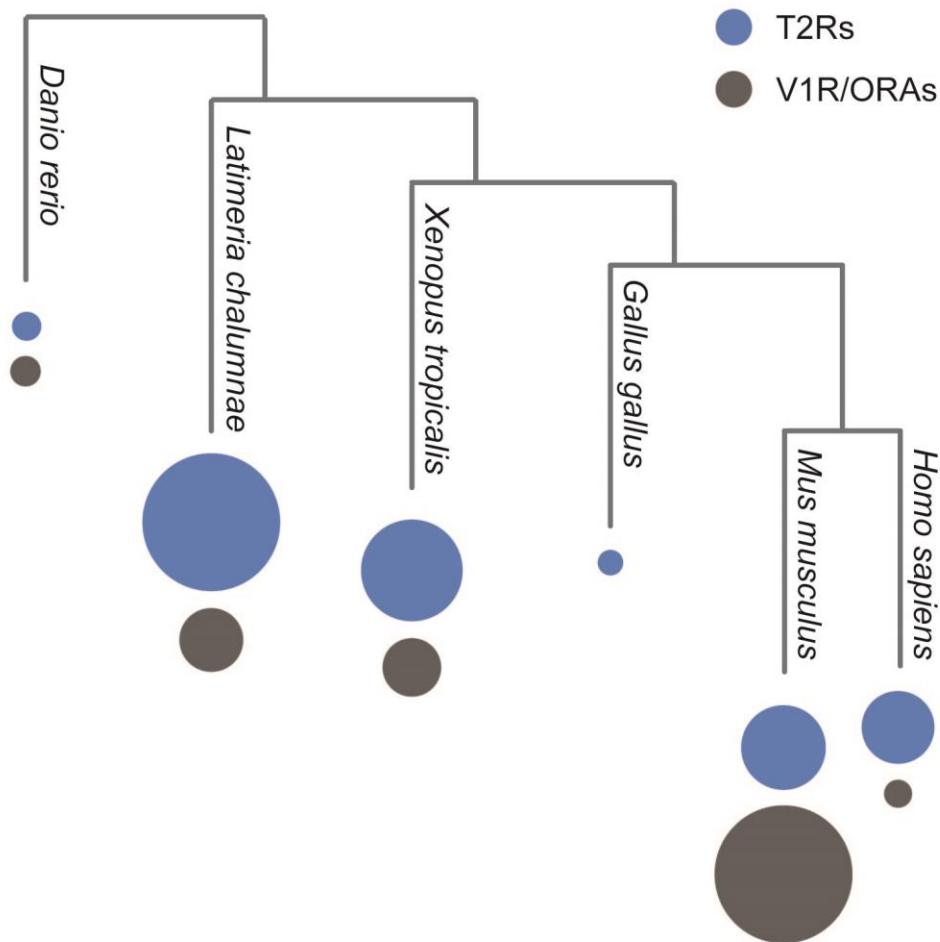 T2Rs
V1R/ORAs
Danio rerio
Latimeria chalumnae
Xenopus tropicalis
Gallus gallus
Mus musculus
Homo sapiens